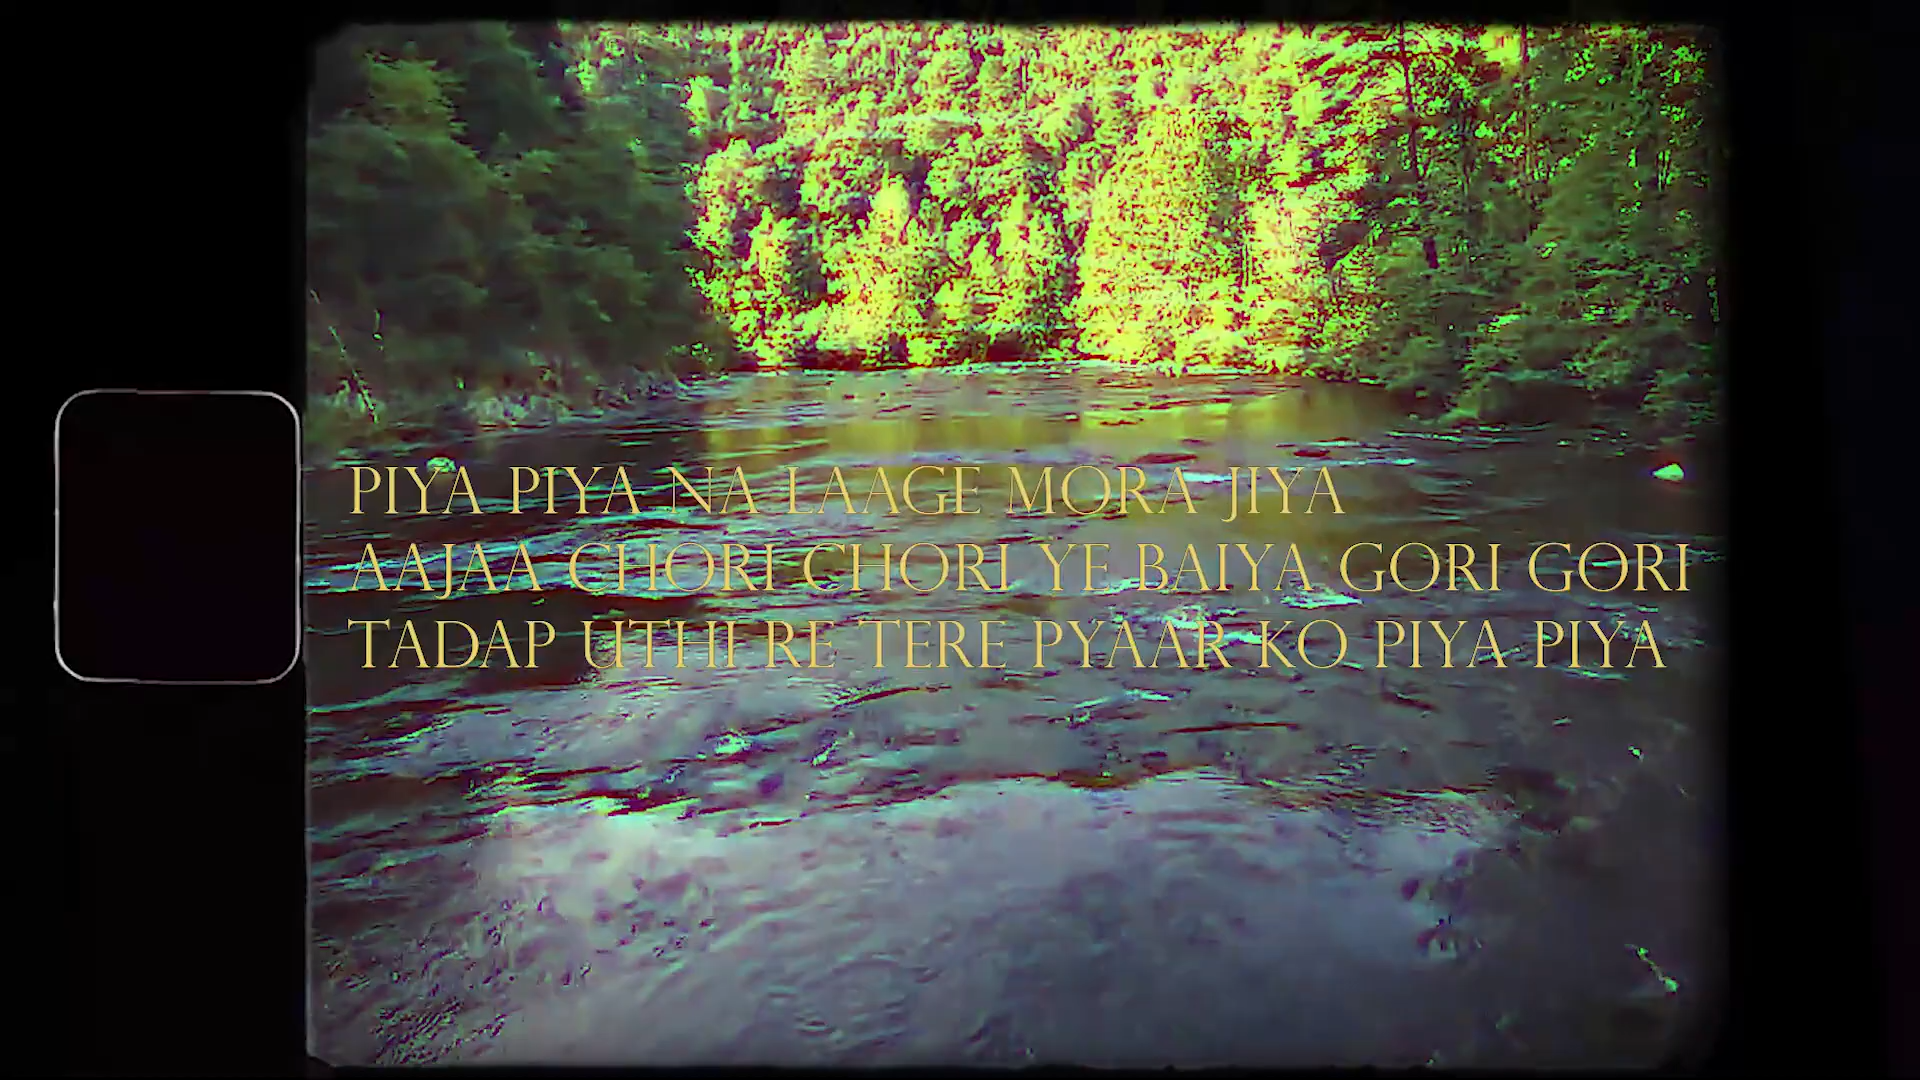 PIYA PIYA NA LAAGE MORA JIYA
AAJAA CHORI CHORI YE BAIYA GORI GORI
TADAP UTHI RE TERE PYAAR KO PIYA PIYA